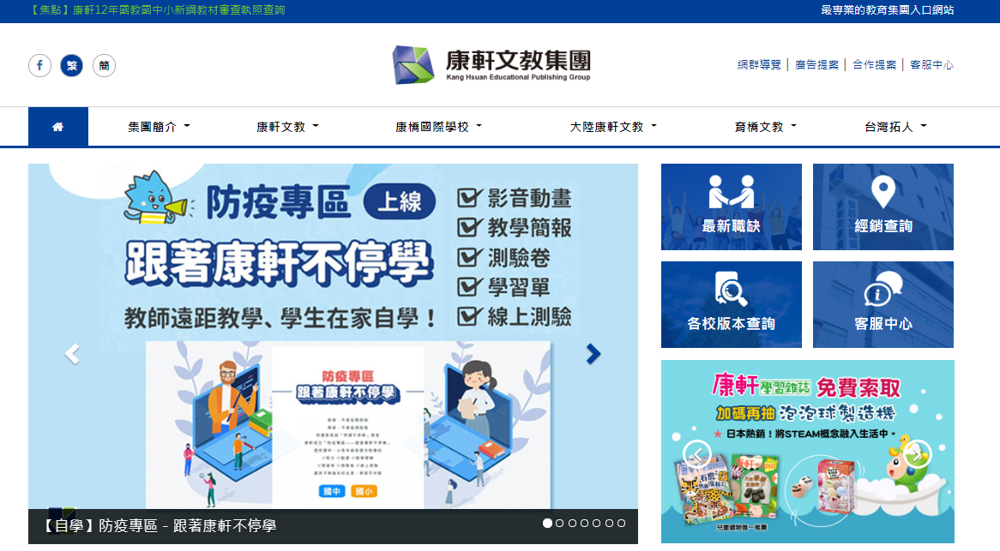 【焦點】康軒12年國教國中小新綱教材審查執照查詢
最專業的教育集團入口網站
f 繁 簡
康軒文教集團
Kang Hsuan Educational Publishing Group
網群導覽│廣告提案│合作提案│客服中心
集團簡介 康軒文教 康橋國際學校 大陸康軒文教 育橋文教 台灣拓人
防疫專區 上線
跟著康軒不停學
教師遠距教學、學生在家自學！
影音動畫
教學簡報
測驗卷
學習單
線上測驗
防疫專區
跟著康軒不停學
國中 國小
【自學】防疫專區 - 跟著康軒不停學
最新職缺
經銷查詢
各校版本查詢
客服中心
康軒學習雜誌 免費索取
加碼再抽泡泡球製造機
★ 日本熱銷！將STEAM概念融入生活中。
兒童讀物唯一推薦